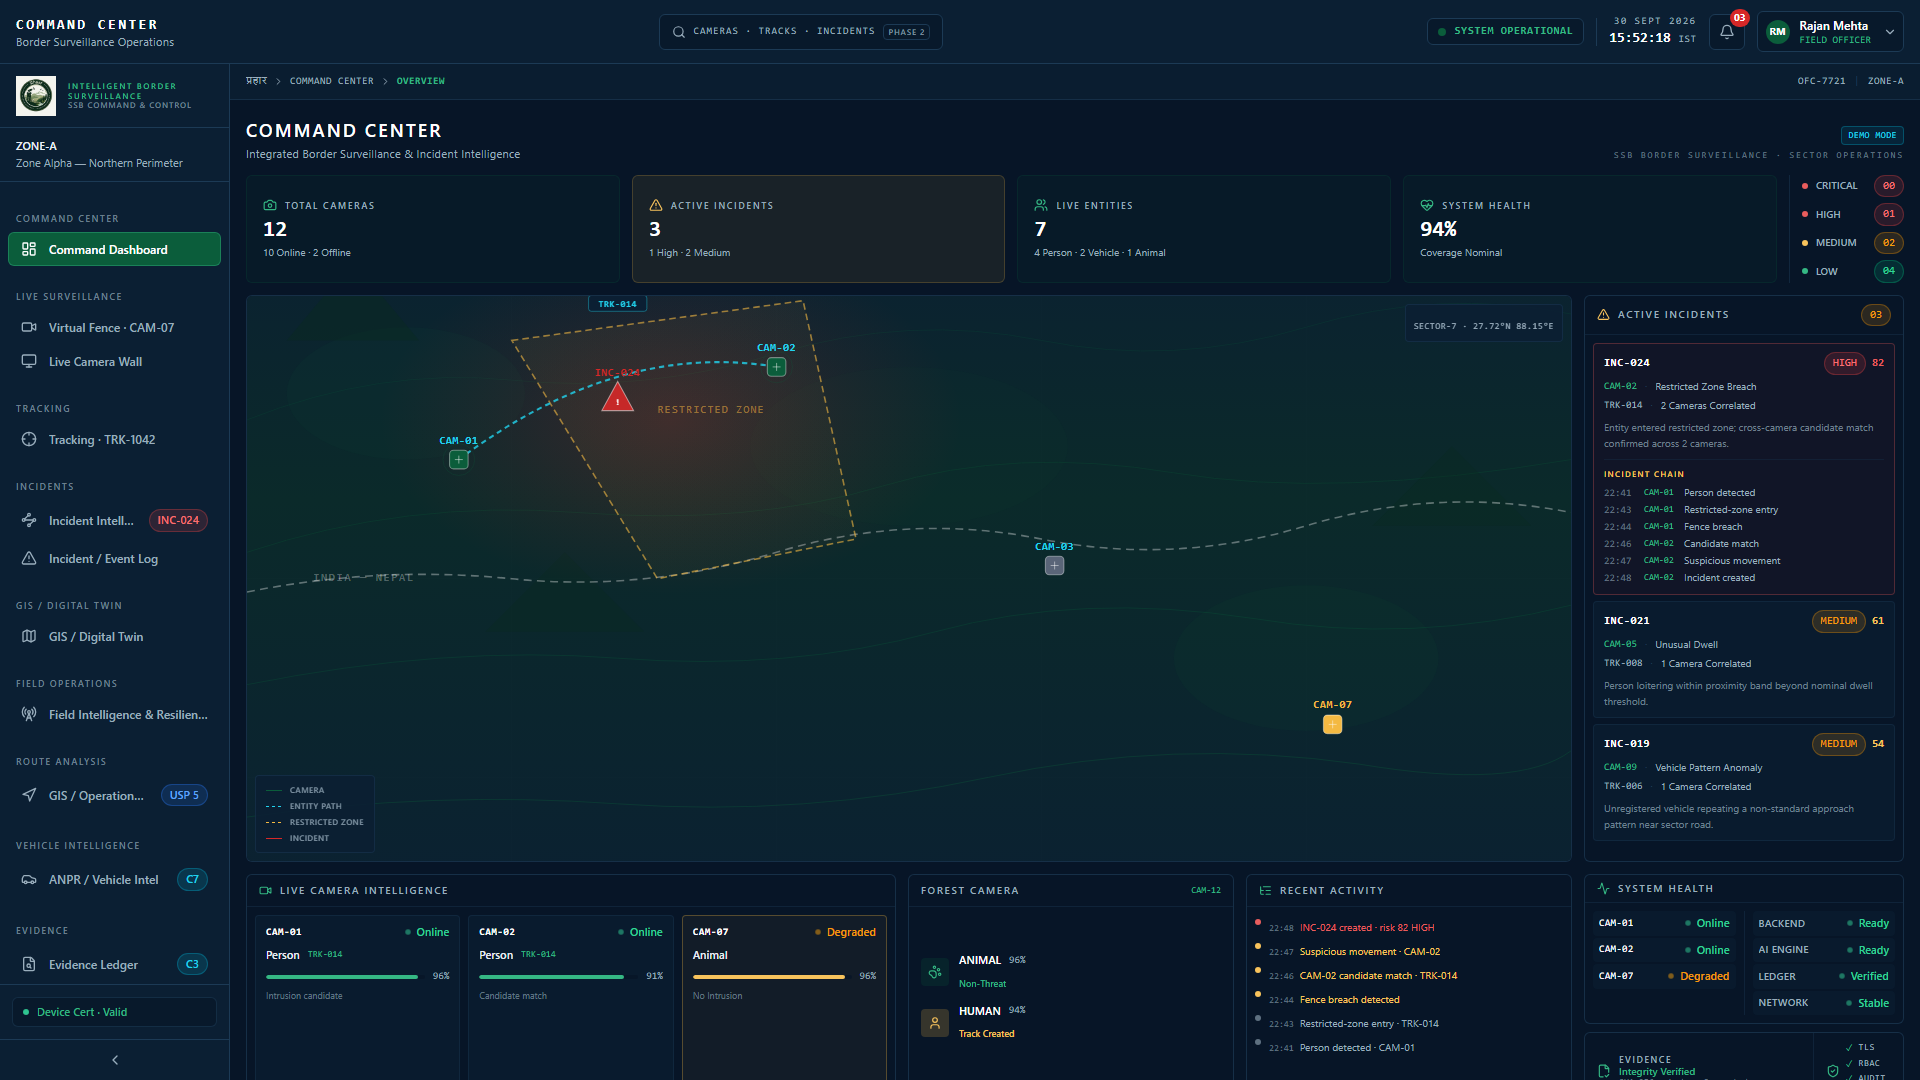 COMMAND CENTER
Border Surveillance Operations
CAMERAS · TRACKS · INCIDENTS PHASE 2
SYSTEM OPERATIONAL
30 SEPT 2026
15:52:18 IST
03
RM
Rajan Mehta
FIELD OFFICER
INTELLIGENT BORDER
SURVEILLANCE
SSB COMMAND & CONTROL
ZONE-A
Zone Alpha — Northern Perimeter
COMMAND CENTER
Command Dashboard
LIVE SURVEILLANCE
Virtual Fence · CAM-07
Live Camera Wall
TRACKING
Tracking · TRK-1042
INCIDENTS
Incident Intell... INC-024
Incident / Event Log
GIS / DIGITAL TWIN
GIS / Digital Twin
FIELD OPERATIONS
Field Intelligence & Resilien...
ROUTE ANALYSIS
GIS / Operation... USP 5
VEHICLE INTELLIGENCE
ANPR / Vehicle Intel C7
EVIDENCE
Evidence Ledger C3
Device Cert · Valid
प्रहार > COMMAND CENTER > OVERVIEW
OFC-7721 ZONE-A
COMMAND CENTER
Integrated Border Surveillance & Incident Intelligence
DEMO MODE
SSB BORDER SURVEILLANCE · SECTOR OPERATIONS
TOTAL CAMERAS
12
10 Online · 2 Offline
ACTIVE INCIDENTS
3
1 High · 2 Medium
LIVE ENTITIES
7
4 Person · 2 Vehicle · 1 Animal
SYSTEM HEALTH
94%
Coverage Nominal
CRITICAL 00
HIGH 01
MEDIUM 02
LOW 04
TRK-014
SECTOR-7 · 27.72°N 88.15°E
CAM-02
INC-024
!
RESTRICTED ZONE
CAM-01
CAM-03
INDIA — NEPAL
CAM-07
CAMERA
ENTITY PATH
RESTRICTED ZONE
INCIDENT
ACTIVE INCIDENTS 03
INC-024 HIGH 82
CAM-02 Restricted Zone Breach
TRK-014 2 Cameras Correlated
Entity entered restricted zone; cross-camera candidate match
confirmed across 2 cameras.
INCIDENT CHAIN
22:41 CAM-01 Person detected
22:43 CAM-01 Restricted-zone entry
22:44 CAM-01 Fence breach
22:46 CAM-02 Candidate match
22:47 CAM-02 Suspicious movement
22:48 CAM-02 Incident created
INC-021 MEDIUM 61
CAM-05 Unusual Dwell
TRK-008 1 Camera Correlated
Person loitering within proximity band beyond nominal dwell
threshold.
INC-019 MEDIUM 54
CAM-09 Vehicle Pattern Anomaly
TRK-006 1 Camera Correlated
Unregistered vehicle repeating a non-standard approach
pattern near sector road.
LIVE CAMERA INTELLIGENCE
CAM-01 Online
Person TRK-014
96%
Intrusion candidate
CAM-02 Online
Person TRK-014
91%
Candidate match
CAM-07 Degraded
Animal
96%
No Intrusion
FOREST CAMERA CAM-12
ANIMAL 96%
Non-Threat
HUMAN 94%
Track Created
RECENT ACTIVITY
22:48 INC-024 created · risk 82 HIGH
22:47 Suspicious movement · CAM-02
22:46 CAM-02 candidate match · TRK-014
22:44 Fence breach detected
22:43 Restricted-zone entry · TRK-014
22:41 Person detected · CAM-01
SYSTEM HEALTH
CAM-01 Online
CAM-02 Online
CAM-07 Degraded
BACKEND Ready
AI ENGINE Ready
LEDGER Verified
NETWORK Stable
EVIDENCE
Integrity Verified
✓ TLS
✓ RBAC
✓ AUDIT